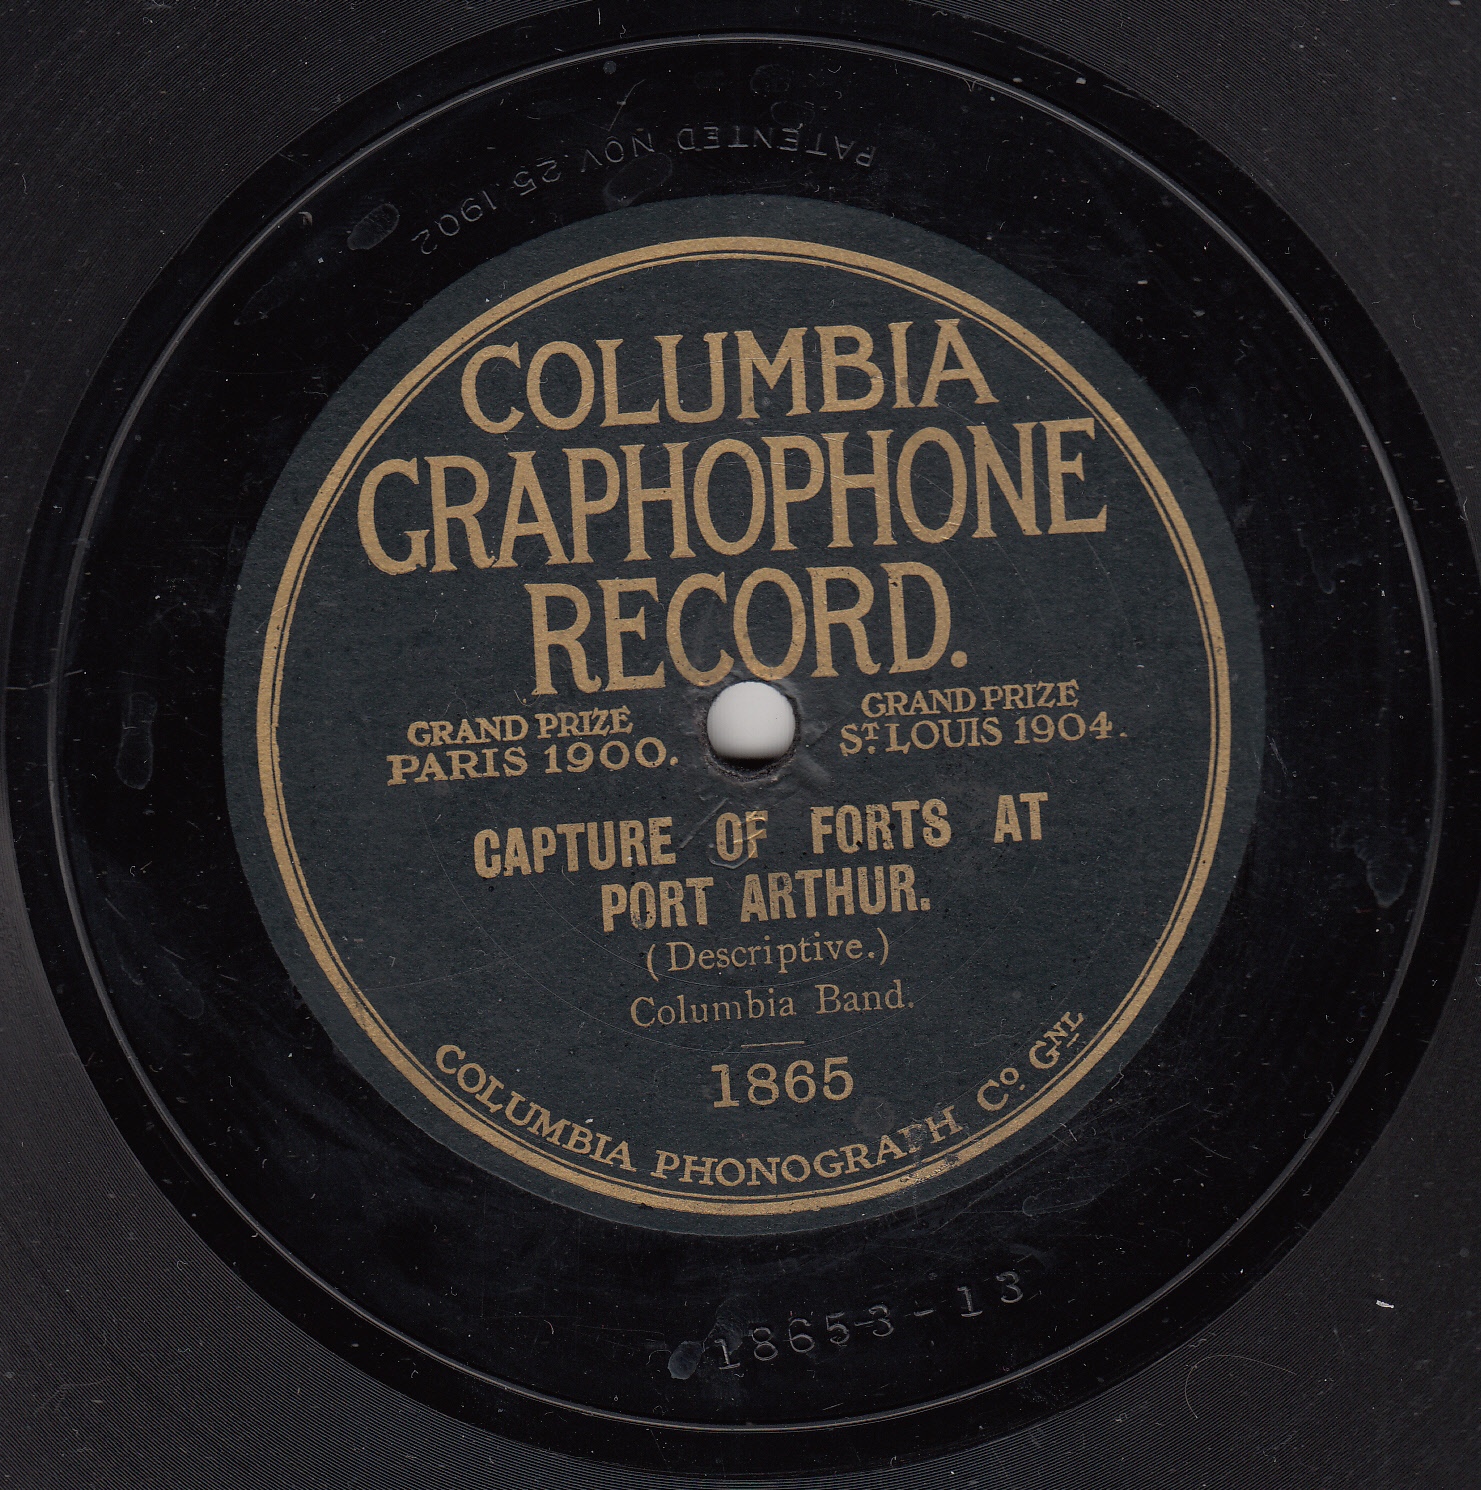 PATENTED NOV. 25. 1902
COLUMBIA
GRAPHOPHONE
RECORD.
GRAND PRIZE
PARIS 1900.
GRAND PRIZE
ST. LOUIS 1904.
CAPTURE OF FORTS AT
PORT ARTHUR.
(Descriptive.)
Columbia Band.
1865
COLUMBIA PHONOGRAPH Co. GNL
1865-3-13